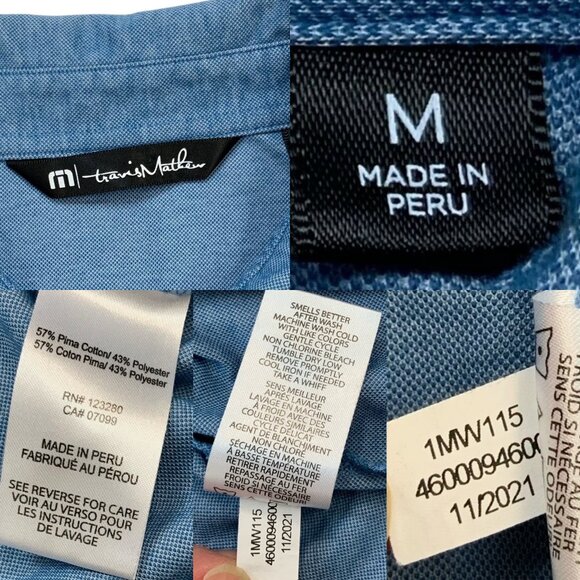 travisMathew
M
MADE IN
PERU
57% Pima Cotton/ 43% Polyester
57% Coton Pima/ 43% Polyester
RN# 123280
CA# 07099
MADE IN PERU
FABRIQUÉ AU PÉROU
SEE REVERSE FOR CARE
VOIR AU VERSO POUR
LES INSTRUCTIONS
DE LAVAGE
SMELLS BETTER
AFTER WASH
MACHINE WASH COLD
WITH LIKE COLORS
GENTLE CYCLE
NON CHLORINE BLEACH
TUMBLE DRY LOW
REMOVE PROMPTLY
COOL IRON IF NEEDED
TAKE A WHIFF
SENS MEILLEUR
APRÈS LAVAGE
LAVAGE EN MACHINE
À FROID AVEC DES
COULEURS SIMILAIRES
CYCLE DÉLICAT
AGENT DE BLANCHIMENT
NON CHLORÉ
SÉCHAGE EN MACHINE
À BASSE TEMPÉRATURE
RETIRER RAPIDEMENT
REPASSAGE AU FER
FROID SI NÉCESSAIRE
SENS CETTE ODEUR!
1MW115
4600094600
11/2021
1MW115
4600094600
11/2021
AU FER
FROID SI NÉCESSAIRE
SENS CETTE ODEUR